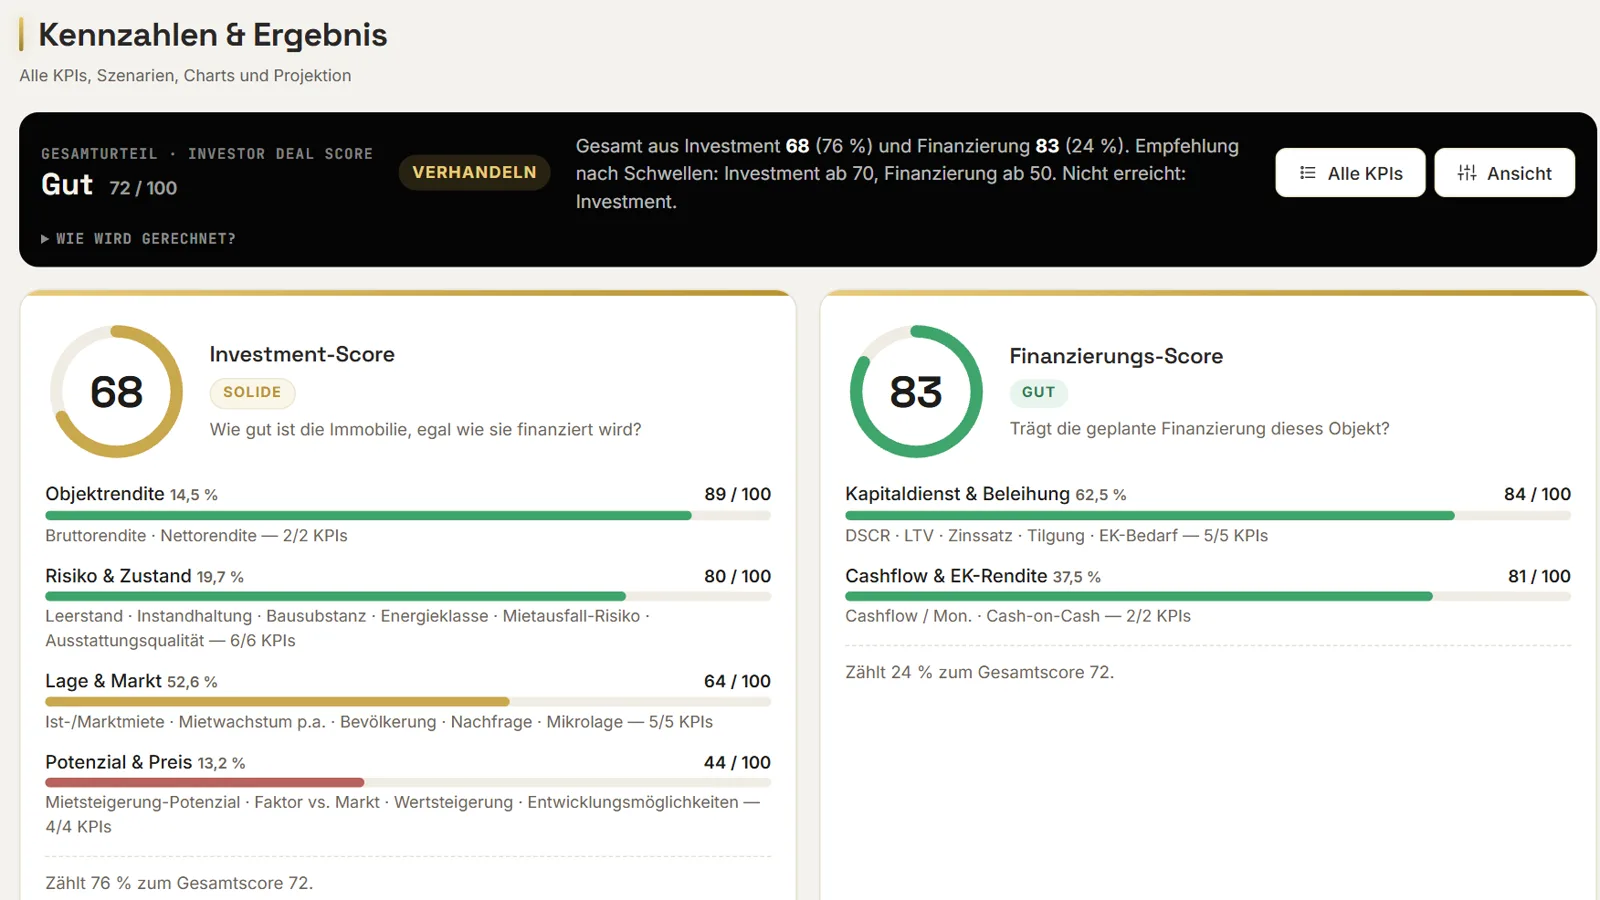 Kennzahlen & Ergebnis
Alle KPIs, Szenarien, Charts und Projektion
GESAMTURTEIL · INVESTOR DEAL SCORE
Gut 72 / 100
VERHANDELN
Gesamt aus Investment 68 (76 %) und Finanzierung 83 (24 %). Empfehlung
nach Schwellen: Investment ab 70, Finanzierung ab 50. Nicht erreicht:
Investment.
Alle KPIs
Ansicht
▶ WIE WIRD GERECHNET?
68
Investment-Score
SOLIDE
Wie gut ist die Immobilie, egal wie sie finanziert wird?
Objektrendite 14,5 % 89 / 100
Bruttorendite · Nettorendite — 2/2 KPIs
Risiko & Zustand 19,7 % 80 / 100
Leerstand · Instandhaltung · Bausubstanz · Energieklasse · Mietausfall-Risiko ·
Ausstattungsqualität — 6/6 KPIs
Lage & Markt 52,6 % 64 / 100
Ist-/Marktmiete · Mietwachstum p.a. · Bevölkerung · Nachfrage · Mikrolage — 5/5 KPIs
Potenzial & Preis 13,2 % 44 / 100
Mietsteigerung-Potenzial · Faktor vs. Markt · Wertsteigerung · Entwicklungsmöglichkeiten —
4/4 KPIs
Zählt 76 % zum Gesamtscore 72.
83
Finanzierungs-Score
GUT
Trägt die geplante Finanzierung dieses Objekt?
Kapitaldienst & Beleihung 62,5 % 84 / 100
DSCR · LTV · Zinssatz · Tilgung · EK-Bedarf — 5/5 KPIs
Cashflow & EK-Rendite 37,5 % 81 / 100
Cashflow / Mon. · Cash-on-Cash — 2/2 KPIs
Zählt 24 % zum Gesamtscore 72.